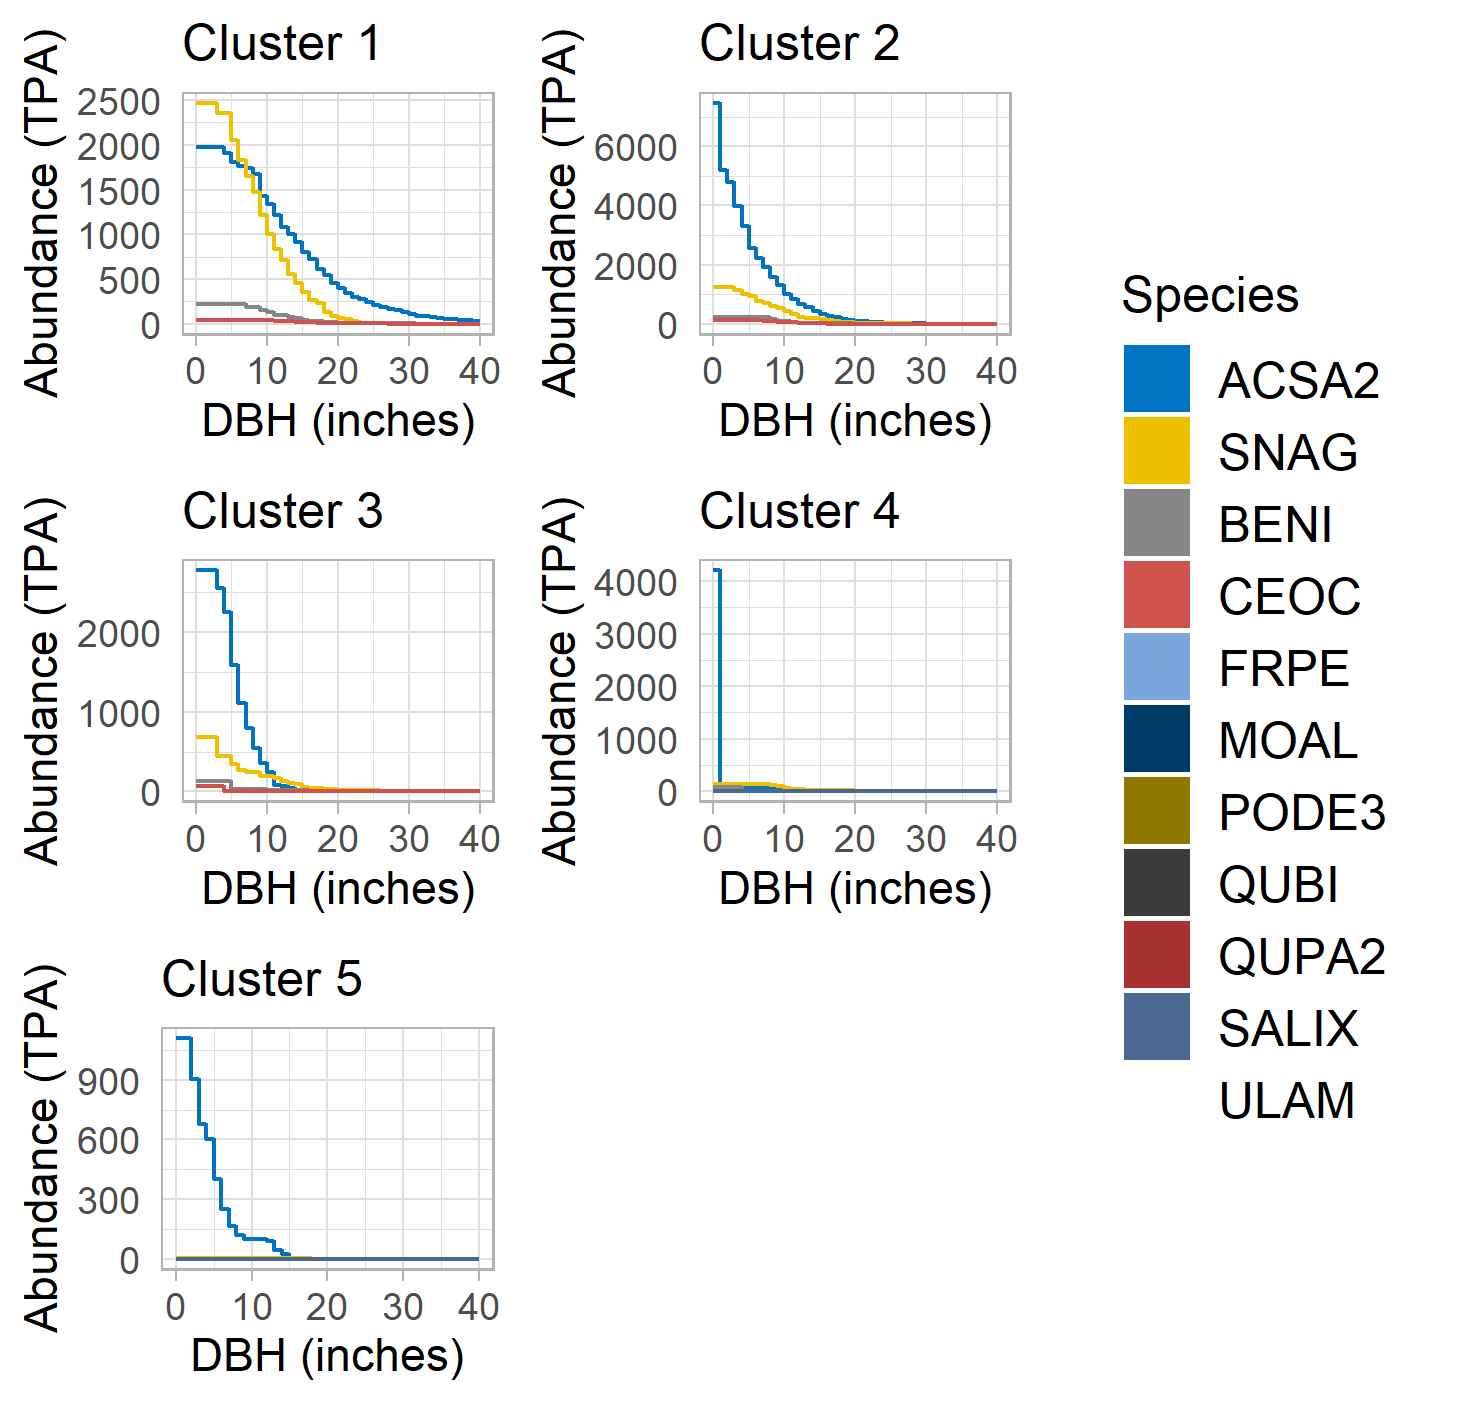 Cluster 1
Abundance (TPA)
2500
2000
1500
1000
500
0
0 10 20 30 40
DBH (inches)
Cluster 2
Abundance (TPA)
6000
4000
2000
0
0 10 20 30 40
DBH (inches)
Cluster 3
Abundance (TPA)
2000
1000
0
0 10 20 30 40
DBH (inches)
Cluster 4
Abundance (TPA)
4000
3000
2000
1000
0
0 10 20 30 40
DBH (inches)
Cluster 5
Abundance (TPA)
900
600
300
0
0 10 20 30 40
DBH (inches)
Species
ACSA2
SNAG
BENI
CEOC
FRPE
MOAL
PODE3
QUBI
QUPA2
SALIX
ULAM